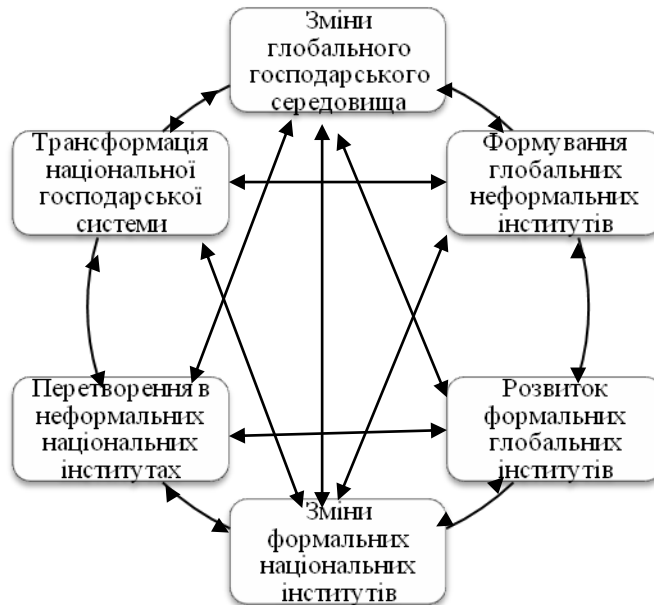 Зміни
глобального
господарського
середовища
Трансформація
національної
господарської
системи
Формування
глобальних
неформальних
інститутів
Перетворення в
неформальних
національних
інститутах
Розвиток
формальних
глобальних
інститутів
Зміни
формальних
національних
інститутів